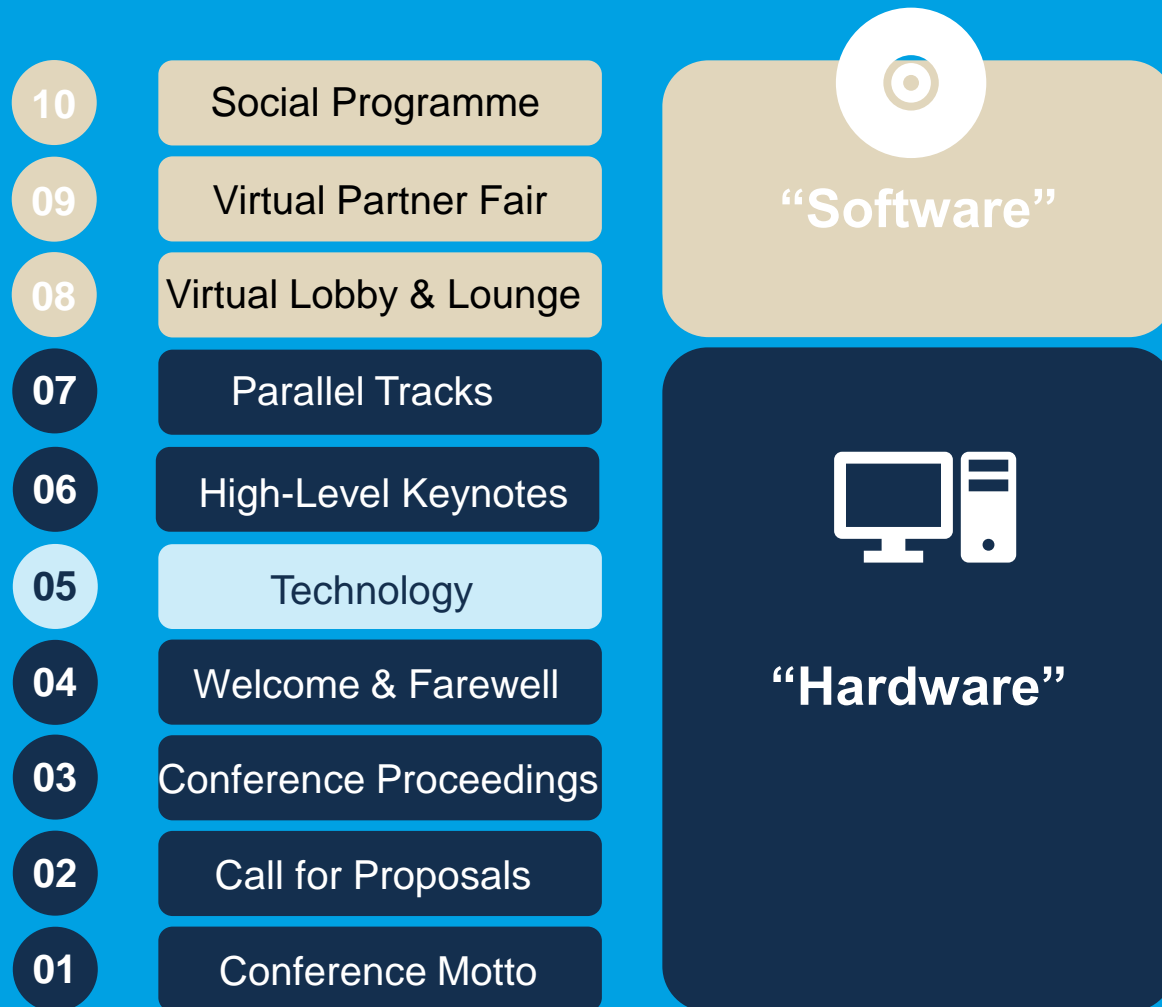 10 Social Programme
09 Virtual Partner Fair
08 Virtual Lobby & Lounge
“Software”
07 Parallel Tracks
06 High-Level Keynotes
05 Technology
04 Welcome & Farewell
03 Conference Proceedings
02 Call for Proposals
01 Conference Motto
“Hardware”